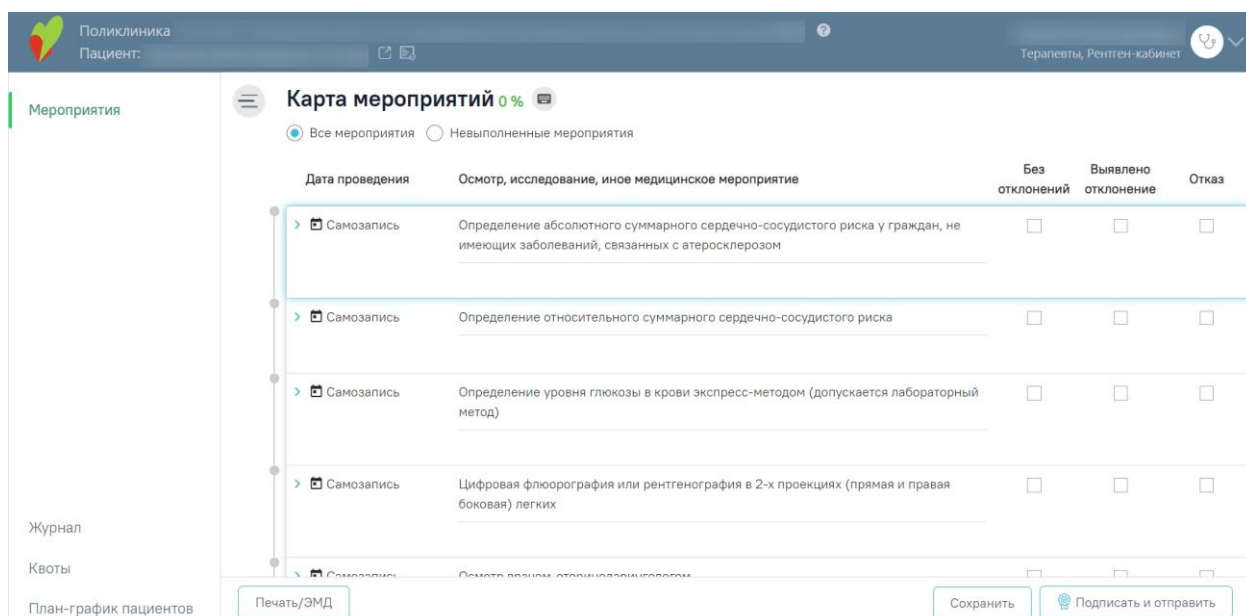 Поликлиника
Пациент:
Терапевты, Рентген-кабинет
Мероприятия
Карта мероприятий 0 %
Все мероприятия Невыполненные мероприятия
Дата проведения Осмотр, исследование, иное медицинское мероприятие Без отклонений Выявлено отклонение Отказ
Самозапись Определение абсолютного суммарного сердечно-сосудистого риска у граждан, не
имеющих заболеваний, связанных с атеросклерозом
Самозапись Определение относительного суммарного сердечно-сосудистого риска
Самозапись Определение уровня глюкозы в крови экспресс-методом (допускается лабораторный
метод)
Самозапись Цифровая флюорография или рентгенография в 2-х проекциях (прямая и правая
боковая) легких
Самозапись Осмотр врачом-оториноларингологом
Журнал
Квоты
План-график пациентов
Печать/ЭМД Сохранить Подписать и отправить